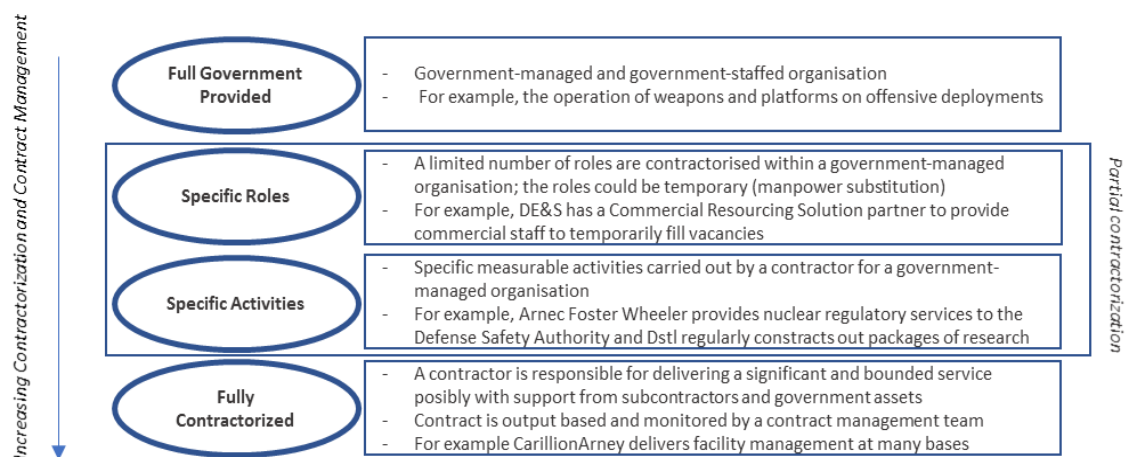 Increasing Contractorization and Contract Management
Full Government
Provided
- Government-managed and government-staffed organisation
- For example, the operation of weapons and platforms on offensive deployments
Partial contractorization
Specific Roles
- A limited number of roles are contractorised within a government-managed
organisation; the roles could be temporary (manpower substitution)
- For example, DE&S has a Commercial Resourcing Solution partner to provide
commercial staff to temporarily fill vacancies
Specific Activities
- Specific measurable activities carried out by a contractor for a government-
managed organisation
- For example, Arnec Foster Wheeler provides nuclear regulatory services to the
Defense Safety Authority and Dstl regularly constracts out packages of research
Fully
Contractorized
- A contractor is responsible for delivering a significant and bounded service
posibly with support from subcontractors and government assets
- Contract is output based and monitored by a contract management team
- For example CarillionArney delivers facility management at many bases